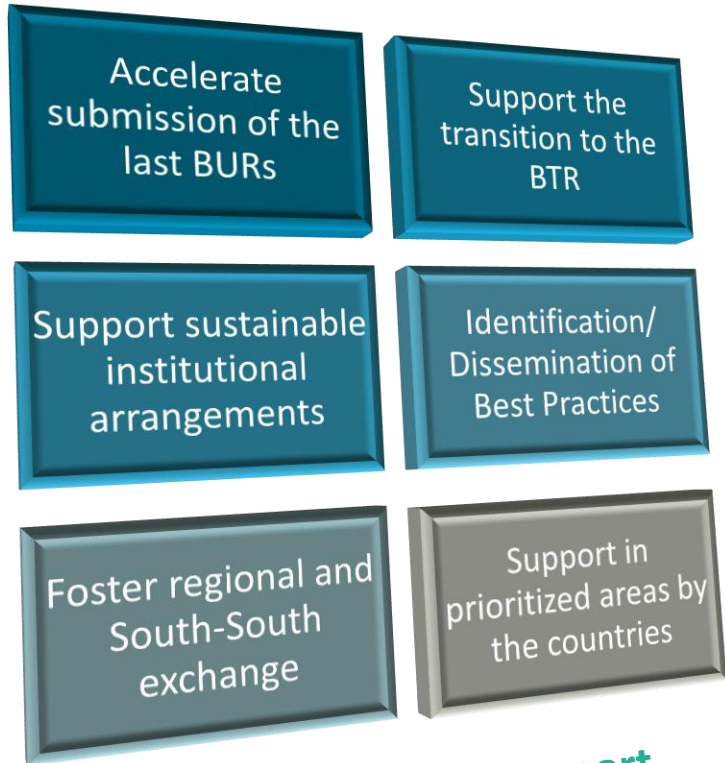 Accelerate
submission of the
last BURs
Support the
transition to the
BTR
Support sustainable
institutional
arrangements
Identification/
Dissemination of
Best Practices
Foster regional and
South-South
exchange
Support in
prioritized areas by
the countries